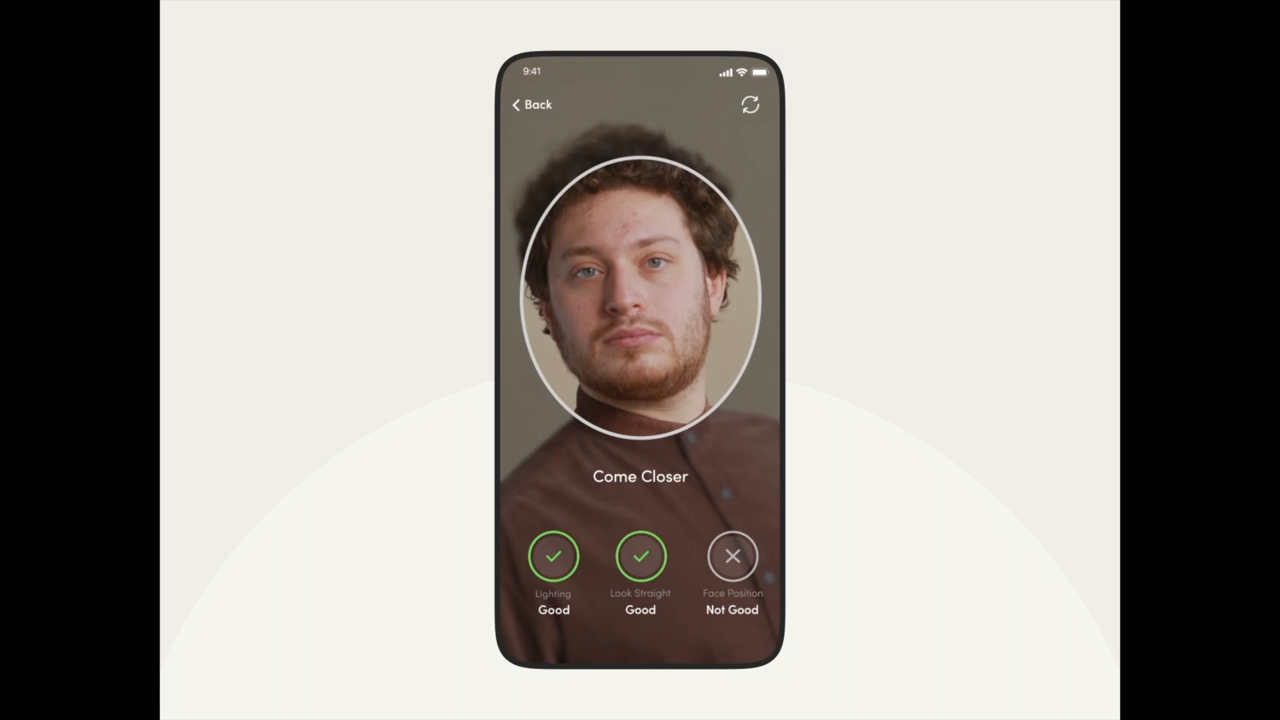 9:41
Back
Come Closer
Lighting
Good
Look Straight
Good
Face Position
Not Good